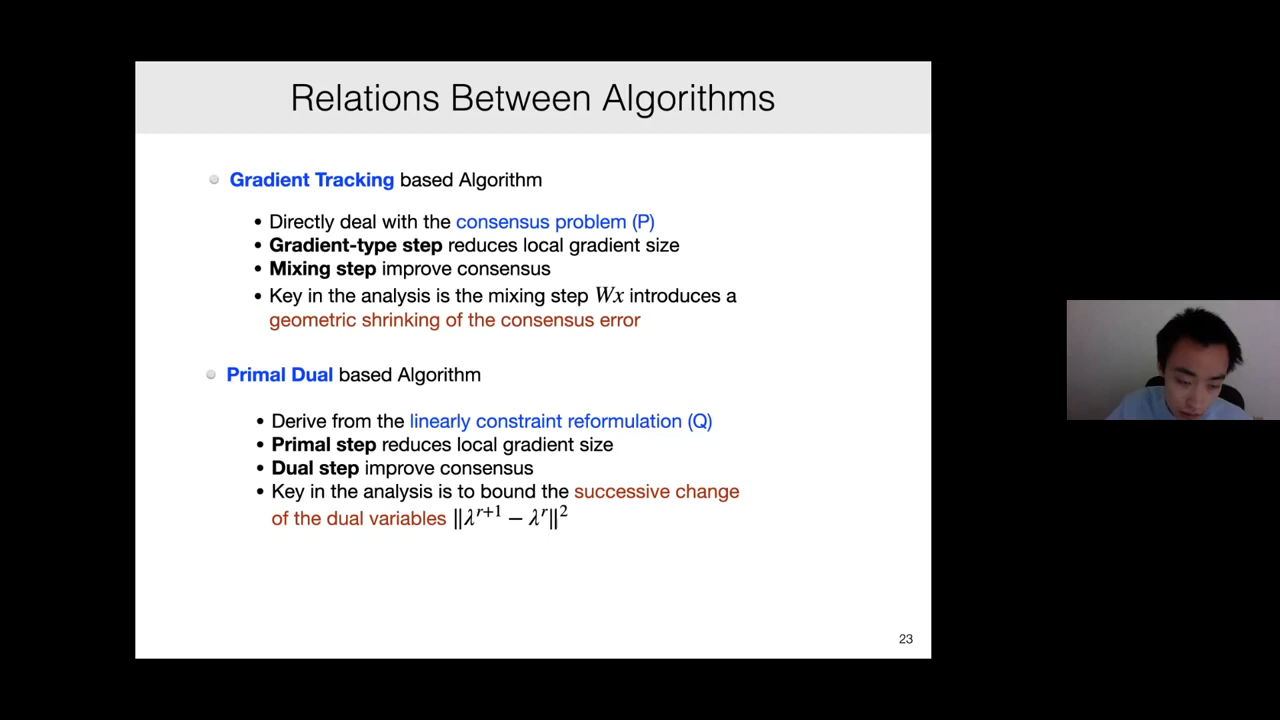 Relations Between Algorithms
Gradient Tracking based Algorithm
• Directly deal with the consensus problem (P)
• Gradient-type step reduces local gradient size
• Mixing step improve consensus
• Key in the analysis is the mixing step Wx introduces a
geometric shrinking of the consensus error
Primal Dual based Algorithm
• Derive from the linearly constraint reformulation (Q)
• Primal step reduces local gradient size
• Dual step improve consensus
• Key in the analysis is to bound the successive change
of the dual variables ‖λ^{r+1} − λ^r‖²
23